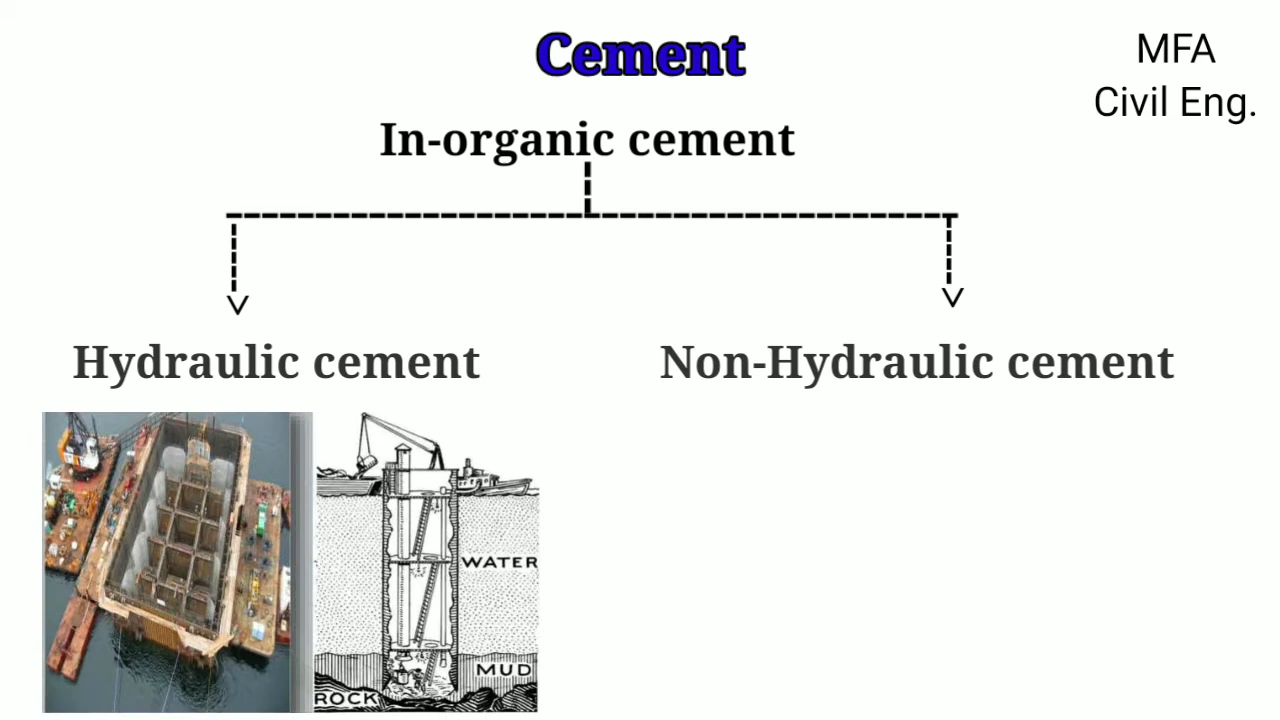 Cement
MFA
Civil Eng.
In-organic cement
Hydraulic cement
Non-Hydraulic cement
WATER
MUD
ROCK